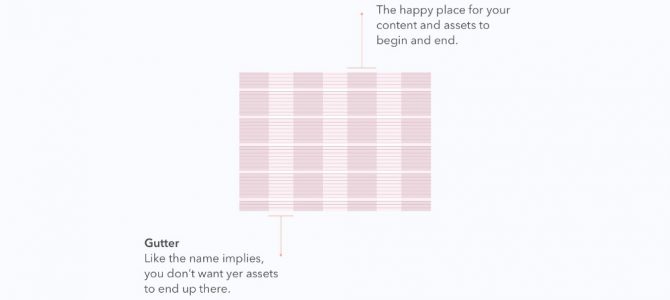 The happy place for your
content and assets to
begin and end.
Gutter
Like the name implies,
you don't want yer assets
to end up there.